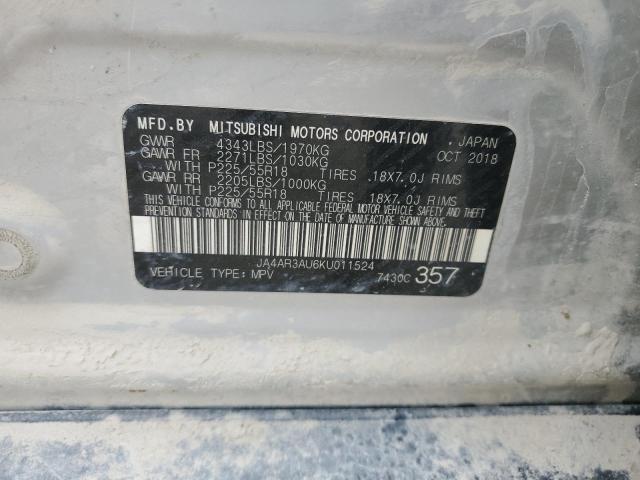 MFD.BY MITSUBISHI MOTORS CORPORATION . JAPAN
GVWR 4343LBS/1970KG OCT 2018
GAWR FR 2271LBS/1030KG
WITH P225/55R18 TIRES .18X7.0J RIMS
GAWR RR 2205LBS/1000KG
WITH P225/55R18 TIRES .18X7.0J RIMS
THIS VEHICLE CONFORMS TO ALL APPLICABLE FEDERAL MOTOR VEHICLE SAFETY AND THEFT
PREVENTION STANDARDS IN EFFECT ON THE DATE OF MANUFACTURE SHOWN ABOVE.
JA4AR3AU6KU011524
VEHICLE TYPE: MPV 7430C 357